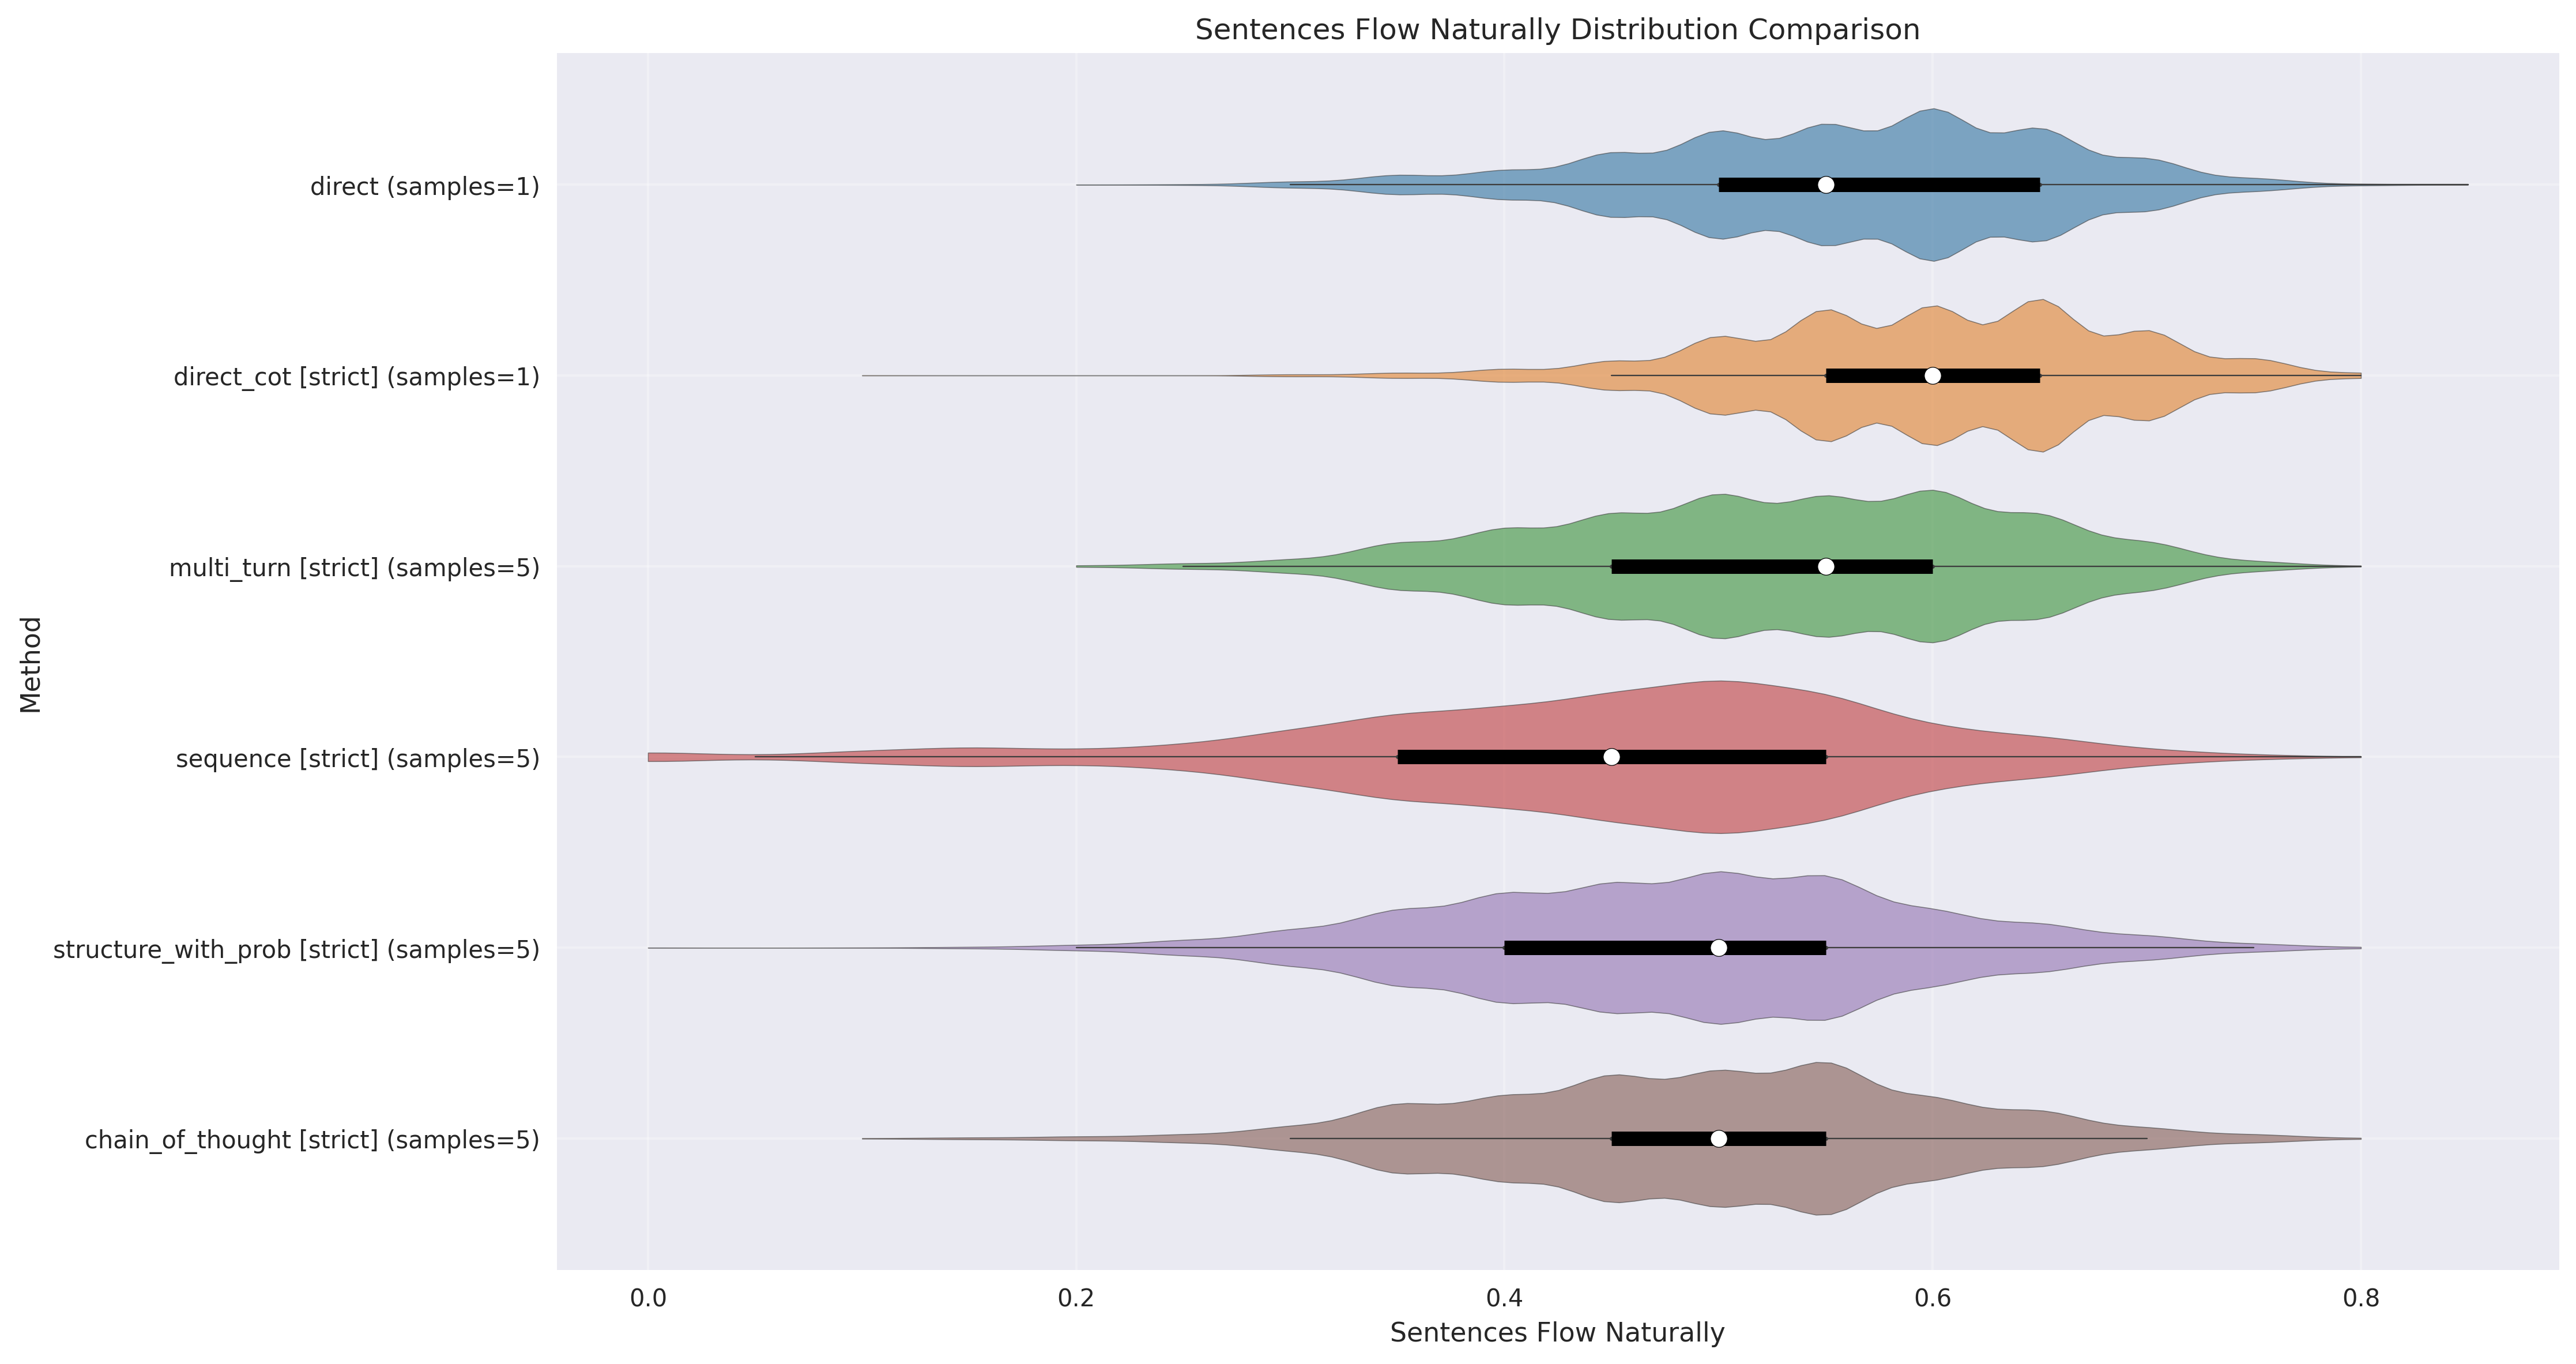 Sentences Flow Naturally Distribution Comparison
direct (samples=1)
direct_cot [strict] (samples=1)
multi_turn [strict] (samples=5)
sequence [strict] (samples=5)
structure_with_prob [strict] (samples=5)
chain_of_thought [strict] (samples=5)
Method
0.0 0.2 0.4 0.6 0.8
Sentences Flow Naturally